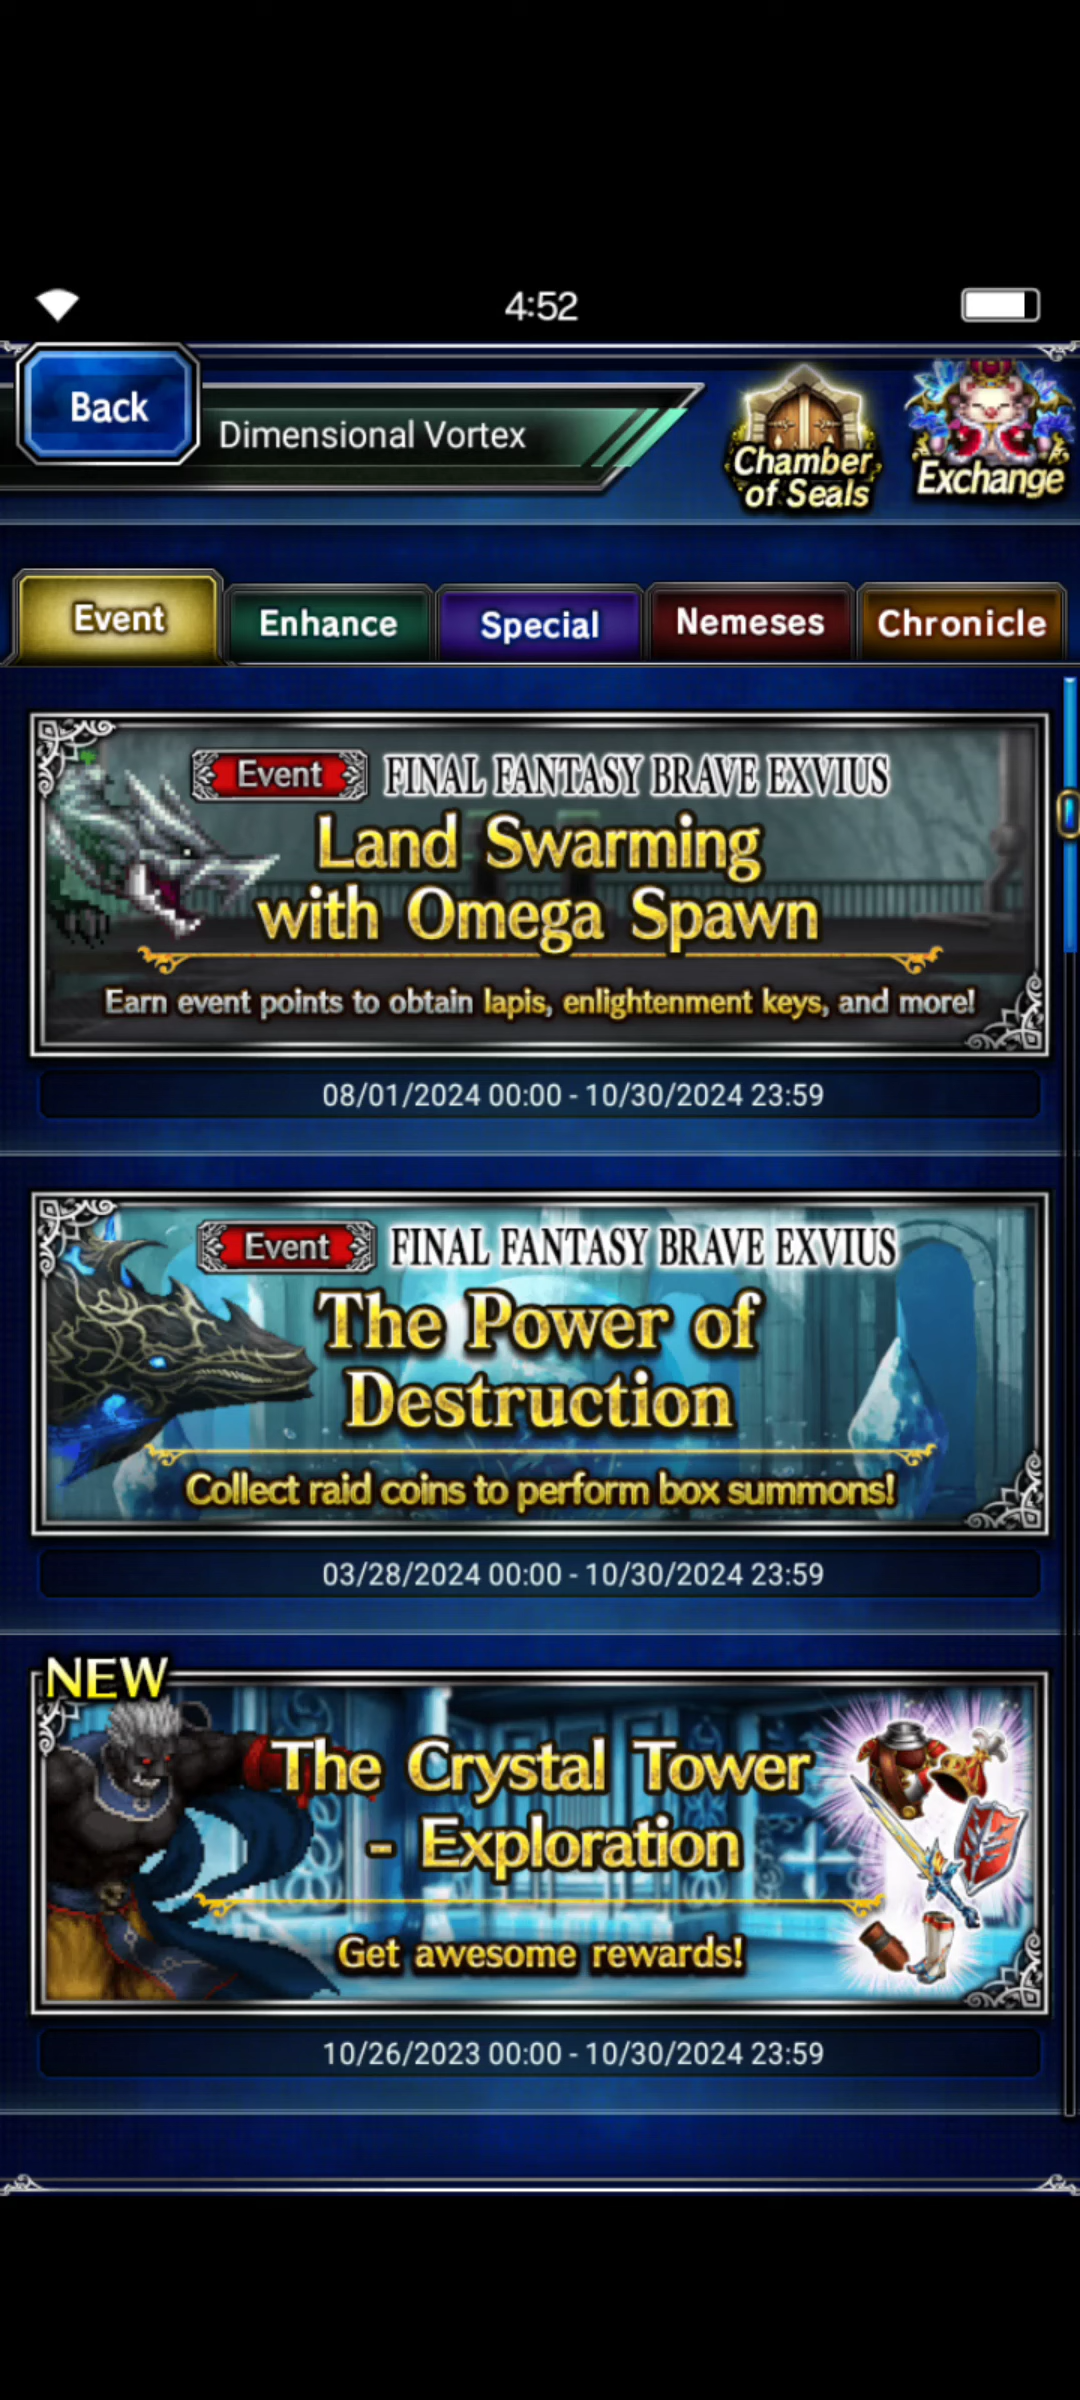 4:52
Back
Dimensional Vortex
Chamber
of Seals
Exchange
Event
Enhance
Special
Nemeses
Chronicle
Event FINAL FANTASY BRAVE EXVIUS
Land Swarming
with Omega Spawn
Earn event points to obtain lapis, enlightenment keys, and more!
08/01/2024 00:00 - 10/30/2024 23:59
Event FINAL FANTASY BRAVE EXVIUS
The Power of
Destruction
Collect raid coins to perform box summons!
03/28/2024 00:00 - 10/30/2024 23:59
NEW
The Crystal Tower
- Exploration
Get awesome rewards!
10/26/2023 00:00 - 10/30/2024 23:59